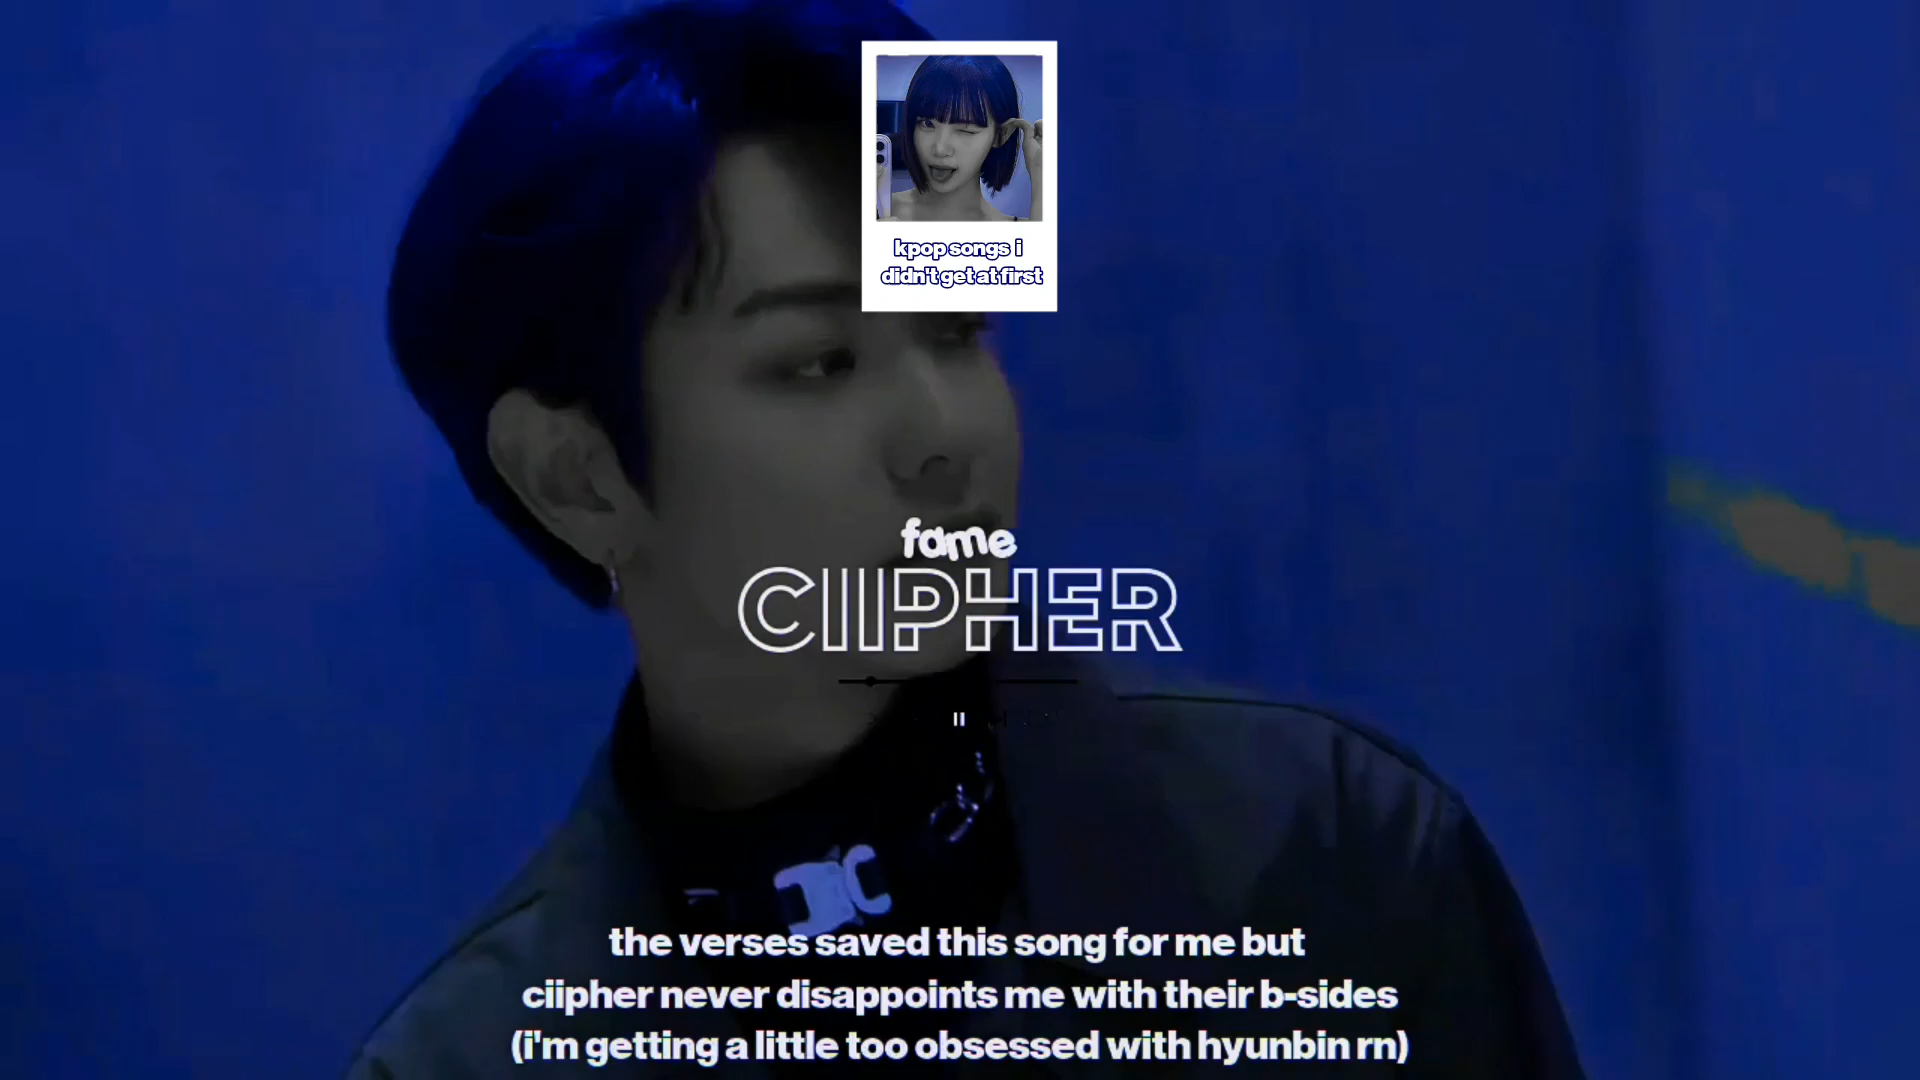 kpop songs i
didn't get at first
fame
CIIPHER
the verses saved this song for me but
ciipher never disappoints me with their b-sides
(i'm getting a little too obsessed with hyunbin rn)